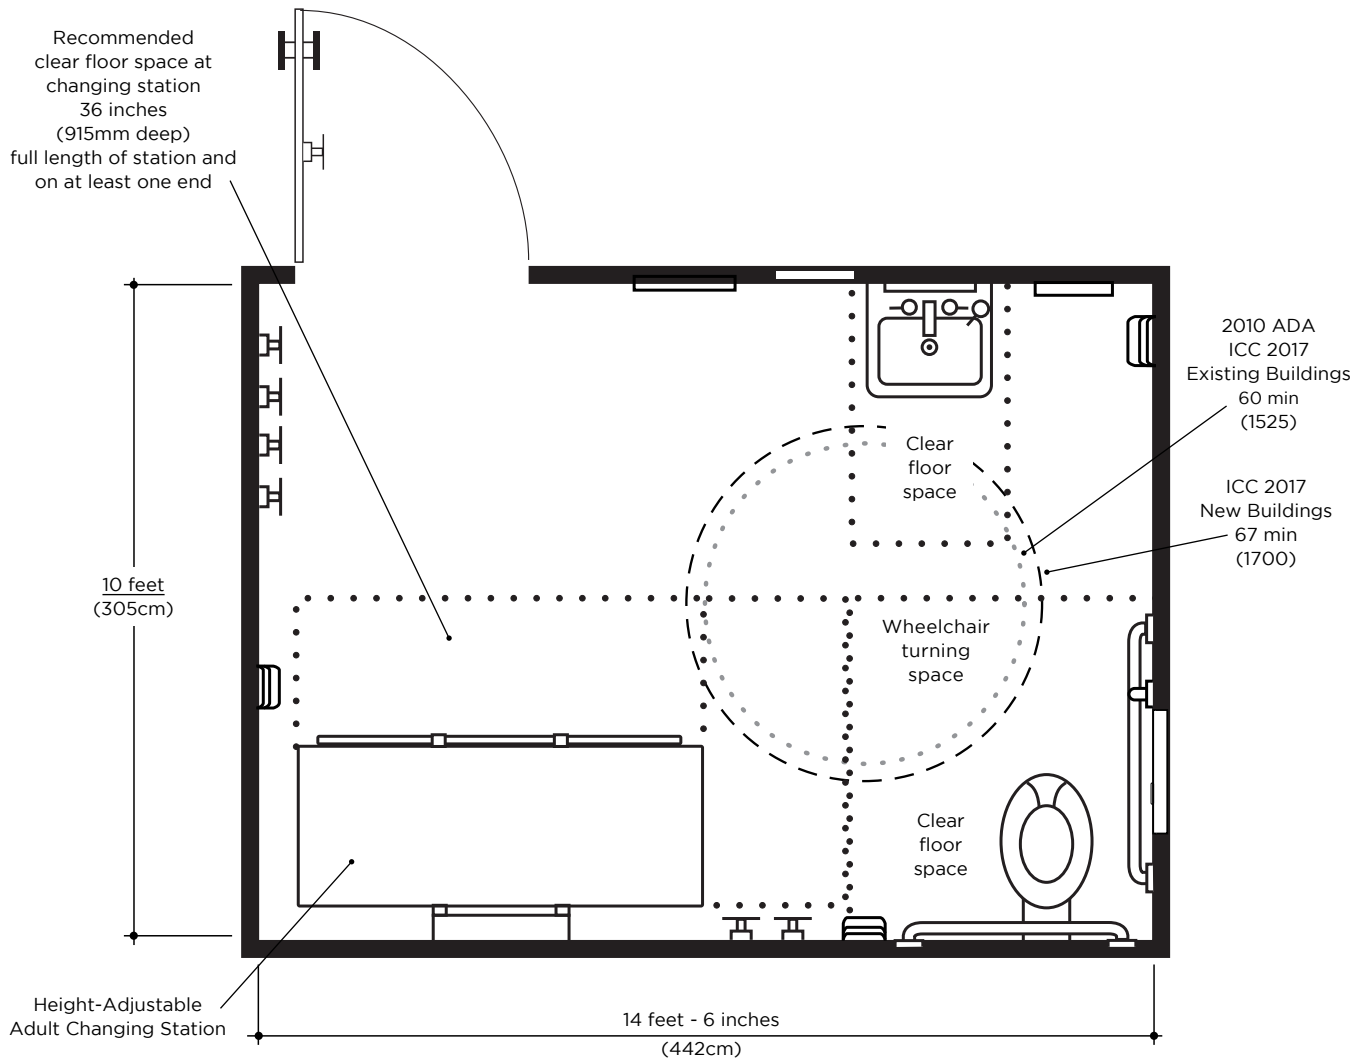 Recommended
clear floor space at
changing station
36 inches
(915mm deep)
full length of station and
on at least one end
2010 ADA
ICC 2017
Existing Buildings
60 min
(1525)
Clear
floor
space
ICC 2017
New Buildings
67 min
(1700)
10 feet
(305cm)
Wheelchair
turning
space
Clear
floor
space
Height-Adjustable
Adult Changing Station
14 feet - 6 inches
(442cm)